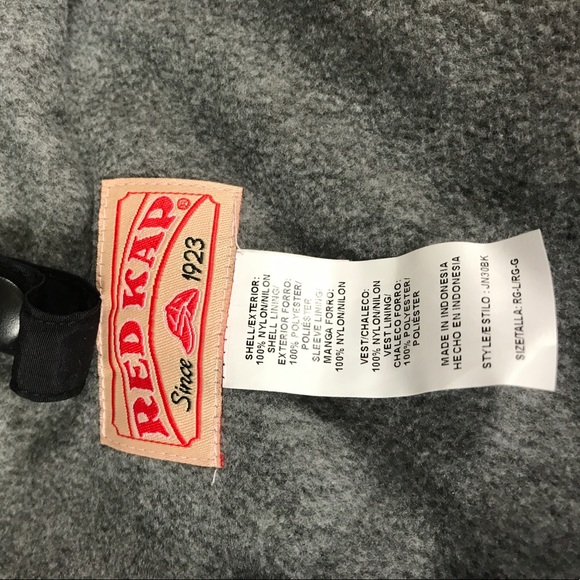 RED KAP®
Since 1923
SHELL/EXTERIOR:
100% NYLON/NILON
SHELL LINING/
EXTERIOR FORRO:
100% POLYESTER/
POLIESTER
SLEEVE LINING:
MANGA FORRO:
100% NYLON/NILON
VEST/CHALECO:
100% NYLON/NILON
VEST LINING/
CHALECO FORRO:
100% POLYESTER/
POLIESTER
MADE IN INDONESIA
HECHO EN INDONESIA
STYLE/E STILO : JN30BK
SIZE/TALLA: RG-L/RG-G